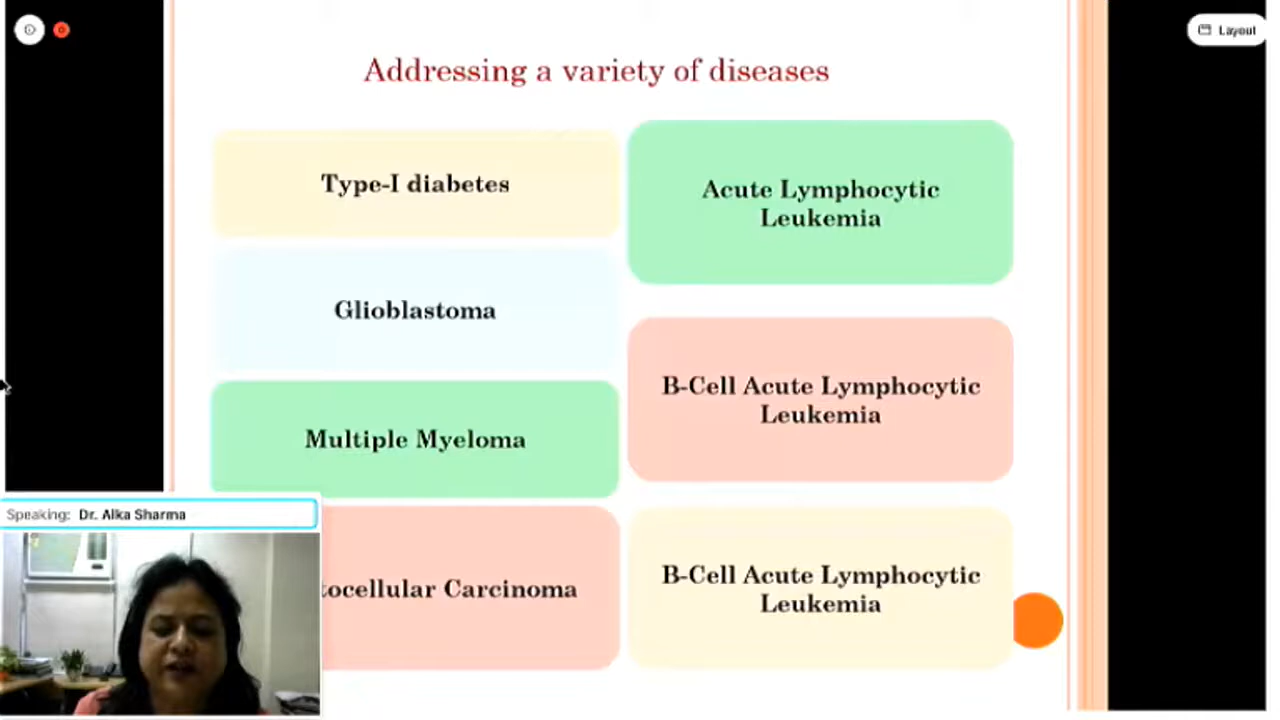 Layout
Addressing a variety of diseases
Type-I diabetes
Glioblastoma
Multiple Myeloma
tocellular Carcinoma
Acute Lymphocytic
Leukemia
B-Cell Acute Lymphocytic
Leukemia
B-Cell Acute Lymphocytic
Leukemia
Speaking: Dr. Alka Sharma